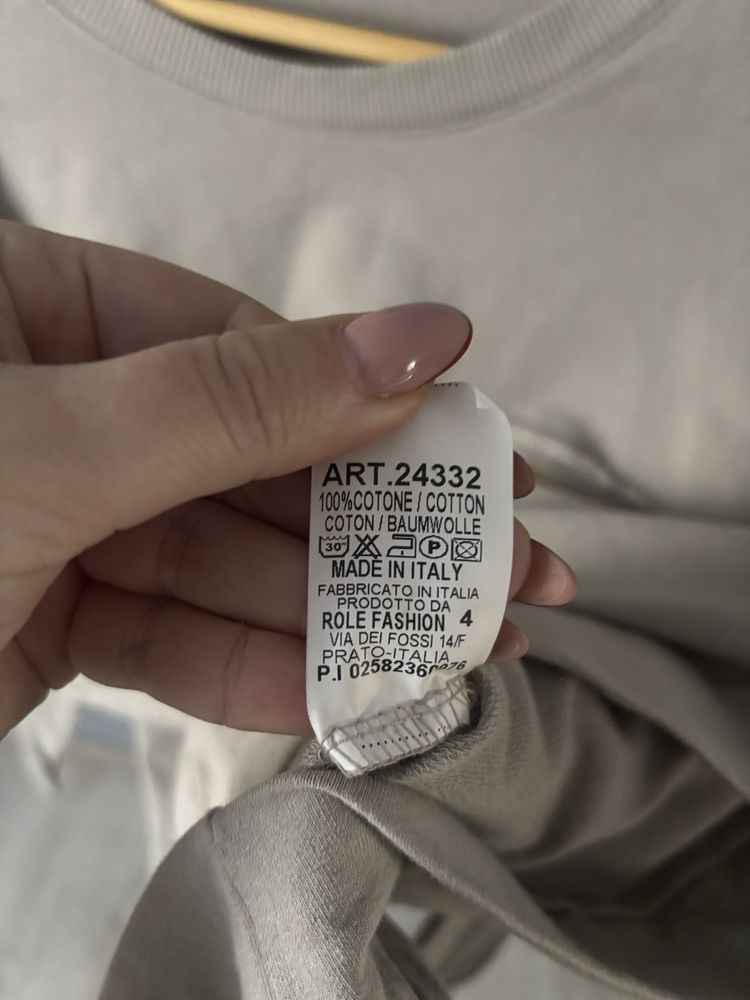 ART.24332
100%COTONE / COTTON
COTON / BAUMWOLLE
30° P
MADE IN ITALY
FABBRICATO IN ITALIA
PRODOTTO DA
ROLE FASHION 4
VIA DEI FOSSI 14/F
PRATO-ITALIA
P.I